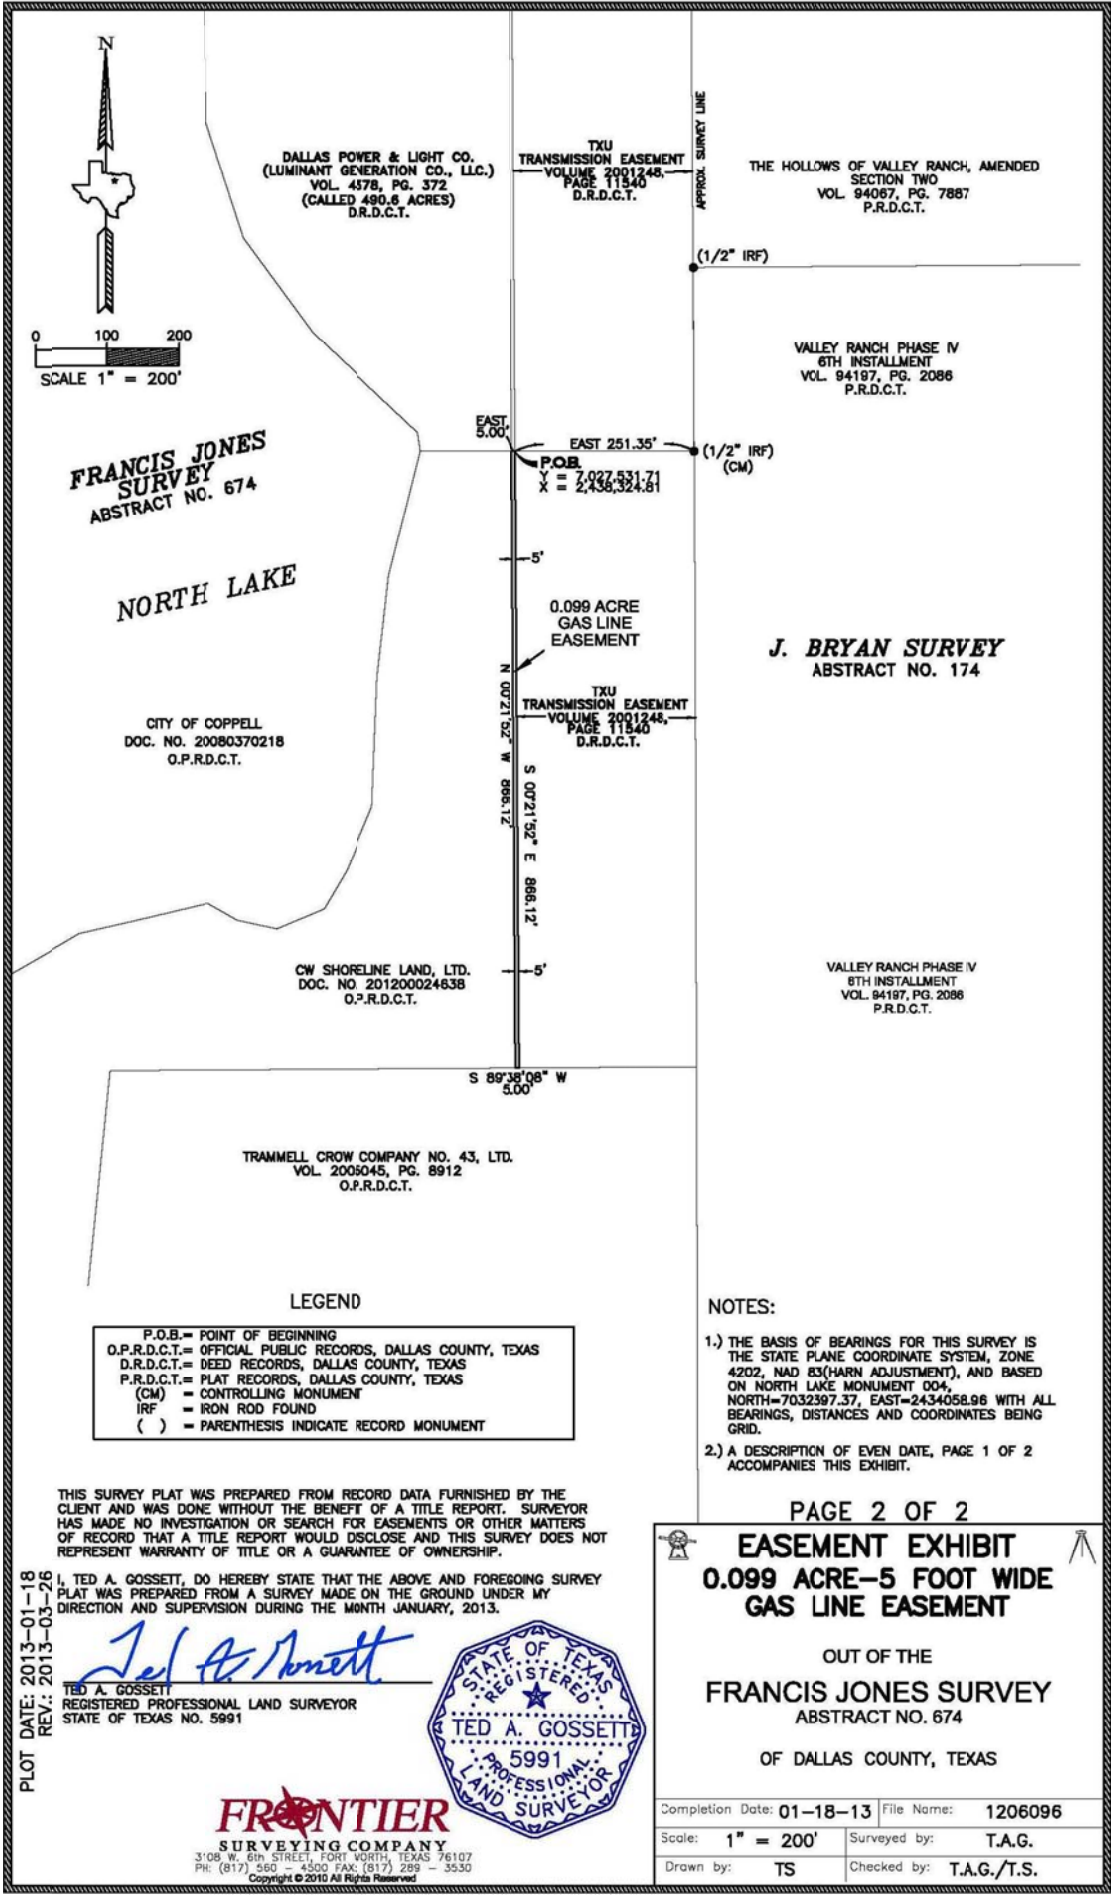 N
0 100 200
SCALE 1" = 200'
DALLAS POWER & LIGHT CO.
(LUMINANT GENERATION CO., LLC.)
VOL. 4578, PG. 372
(CALLED 490.6 ACRES)
D.R.D.C.T.
TXU
TRANSMISSION EASEMENT
VOLUME 2001248,
PAGE 11540
D.R.D.C.T.
APPROX. SURVEY LINE
THE HOLLOWS OF VALLEY RANCH, AMENDED
SECTION TWO
VOL. 94067, PG. 7887
P.R.D.C.T.
(1/2" IRF)
VALLEY RANCH PHASE IV
6TH INSTALLMENT
VOL. 94197, PG. 2086
P.R.D.C.T.
EAST
5.00'
EAST 251.35'
(1/2" IRF)
(CM)
P.O.B.
Y = 7,027,531.71
X = 2,438,324.81
FRANCIS JONES
SURVEY
ABSTRACT NO. 674
NORTH LAKE
5'
0.099 ACRE
GAS LINE
EASEMENT
J. BRYAN SURVEY
ABSTRACT NO. 174
N 00°21'52" W 866.12'
TXU
TRANSMISSION EASEMENT
VOLUME 2001248,
PAGE 11540
D.R.D.C.T.
CITY OF COPPELL
DOC. NO. 20080370218
O.P.R.D.C.T.
S 00°21'52" E 866.12'
CW SHORELINE LAND, LTD.
DOC. NO. 201200024638
O.P.R.D.C.T.
5'
VALLEY RANCH PHASE IV
6TH INSTALLMENT
VOL. 94197, PG. 2086
P.R.D.C.T.
S 89°38'08" W
5.00'
TRAMMELL CROW COMPANY NO. 43, LTD.
VOL. 2005045, PG. 8912
O.P.R.D.C.T.
LEGEND
P.O.B.= POINT OF BEGINNING
O.P.R.D.C.T.= OFFICIAL PUBLIC RECORDS, DALLAS COUNTY, TEXAS
D.R.D.C.T.= DEED RECORDS, DALLAS COUNTY, TEXAS
P.R.D.C.T.= PLAT RECORDS, DALLAS COUNTY, TEXAS
(CM) = CONTROLLING MONUMENT
IRF = IRON ROD FOUND
( ) = PARENTHESIS INDICATE RECORD MONUMENT
NOTES:
1.) THE BASIS OF BEARINGS FOR THIS SURVEY IS
THE STATE PLANE COORDINATE SYSTEM, ZONE
4202, NAD 83(HARN ADJUSTMENT), AND BASED
ON NORTH LAKE MONUMENT 004,
NORTH=7032397.37, EAST=2434058.96 WITH ALL
BEARINGS, DISTANCES AND COORDINATES BEING
GRID.
2.) A DESCRIPTION OF EVEN DATE, PAGE 1 OF 2
ACCOMPANIES THIS EXHIBIT.
THIS SURVEY PLAT WAS PREPARED FROM RECORD DATA FURNISHED BY THE
CLIENT AND WAS DONE WITHOUT THE BENEFT OF A TITLE REPORT. SURVEYOR
HAS MADE NO INVESTIGATION OR SEARCH FOR EASEMENTS OR OTHER MATTERS
OF RECORD THAT A TITLE REPORT WOULD DISCLOSE AND THIS SURVEY DOES NOT
REPRESENT WARRANTY OF TITLE OR A GUARANTEE OF OWNERSHIP.
I, TED A. GOSSETT, DO HEREBY STATE THAT THE ABOVE AND FOREGOING SURVEY
PLAT WAS PREPARED FROM A SURVEY MADE ON THE GROUND UNDER MY
DIRECTION AND SUPERVISION DURING THE MONTH JANUARY, 2013.
PLOT DATE: 2013-01-18
REV.: 2013-03-26
Ted A. Gossett
TED A. GOSSETT
REGISTERED PROFESSIONAL LAND SURVEYOR
STATE OF TEXAS NO. 5991
STATE OF TEXAS
REGISTERED
TED A. GOSSETT
5991
PROFESSIONAL
LAND SURVEYOR
FRONTIER
SURVEYING COMPANY
3108 W. 6th STREET, FORT WORTH, TEXAS 76107
PH: (817) 560 - 4500 FAX: (817) 289 - 3530
Copyright © 2010 All Rights Reserved
PAGE 2 OF 2
EASEMENT EXHIBIT
0.099 ACRE-5 FOOT WIDE
GAS LINE EASEMENT
OUT OF THE
FRANCIS JONES SURVEY
ABSTRACT NO. 674
OF DALLAS COUNTY, TEXAS
Completion Date: 01-18-13 File Name: 1206096
Scale: 1" = 200' Surveyed by: T.A.G.
Drawn by: TS Checked by: T.A.G./T.S.